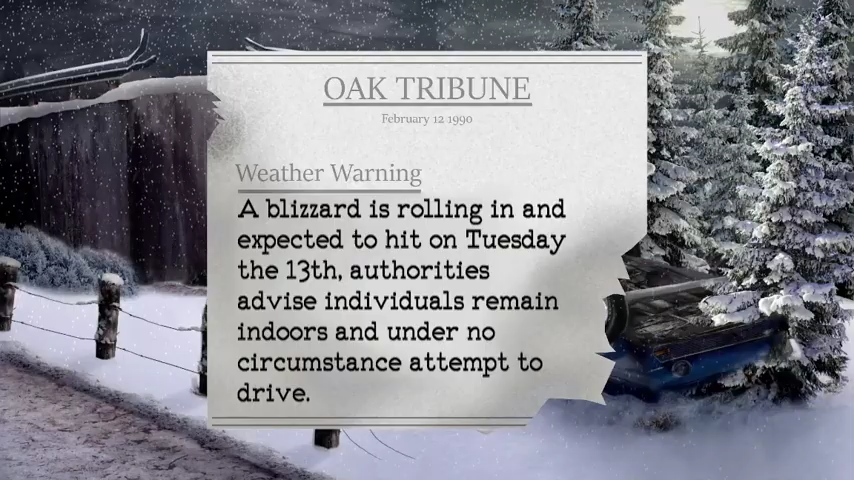 OAK TRIBUNE
February 12 1990
Weather Warning
A blizzard is rolling in and
expected to hit on Tuesday
the 13th, authorities
advise individuals remain
indoors and under no
circumstance attempt to
drive.